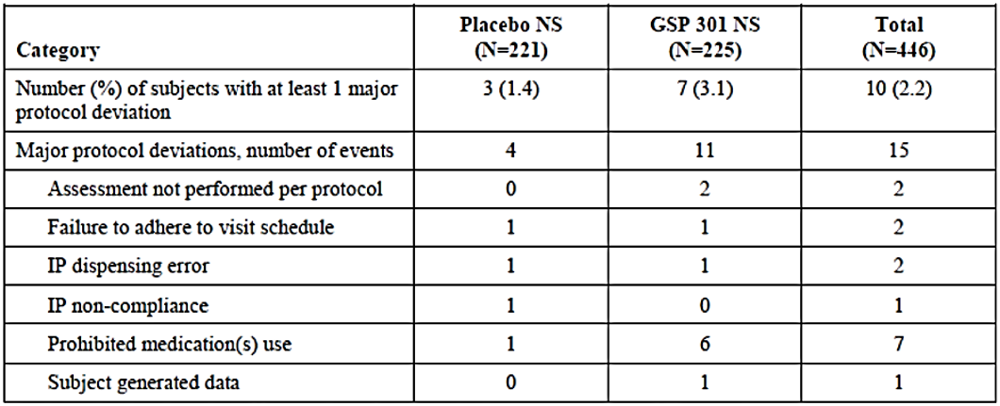 Category Placebo NS (N=221) GSP 301 NS (N=225) Total (N=446)
Number (%) of subjects with at least 1 major protocol deviation 3 (1.4) 7 (3.1) 10 (2.2)
Major protocol deviations, number of events 4 11 15
Assessment not performed per protocol 0 2 2
Failure to adhere to visit schedule 1 1 2
IP dispensing error 1 1 2
IP non-compliance 1 0 1
Prohibited medication(s) use 1 6 7
Subject generated data 0 1 1